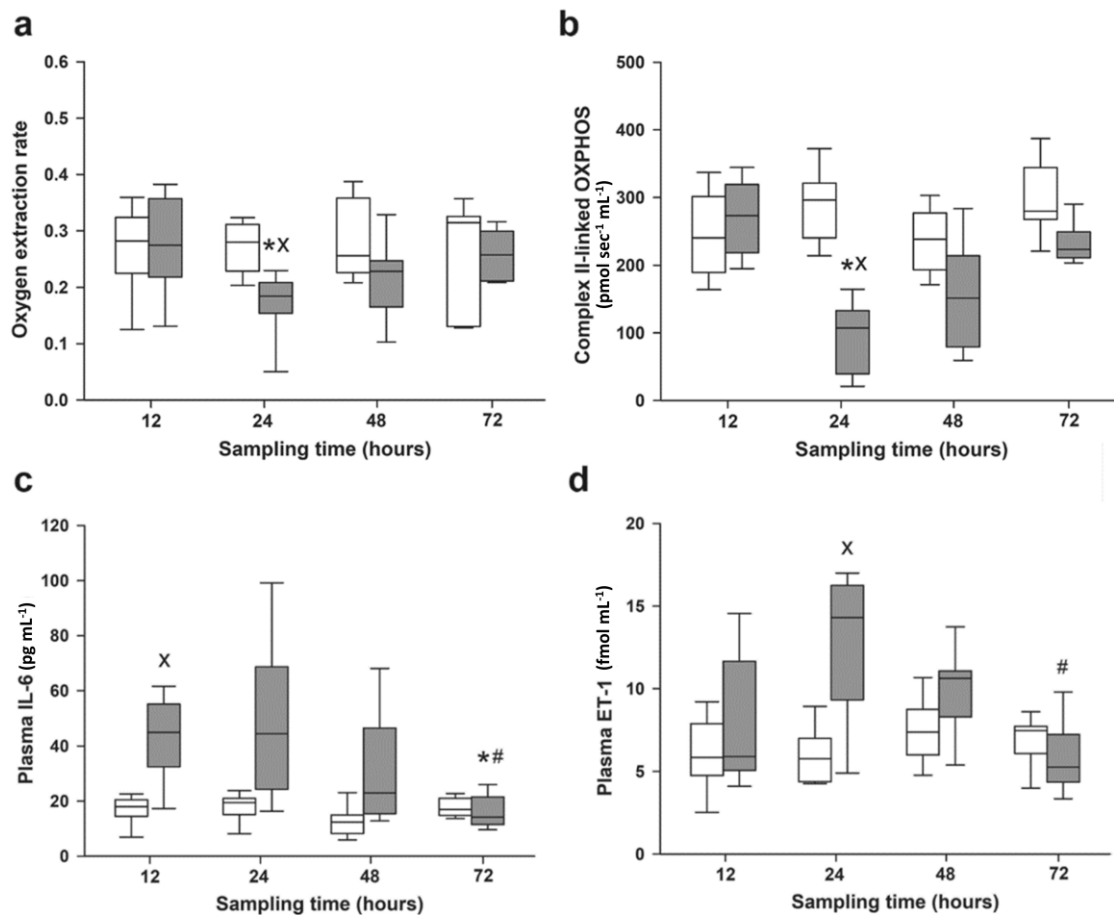 a
0.6
0.5
0.4
0.3
0.2
0.1
0.0
Oxygen extraction rate
*x
12 24 48 72
Sampling time (hours)
b
500
400
300
200
100
0
Complex II-linked OXPHOS
(pmol sec⁻¹ mL⁻¹)
*x
12 24 48 72
Sampling time (hours)
c
120
100
80
60
40
20
0
Plasma IL-6 (pg mL⁻¹)
x
*#
12 24 48 72
Sampling time (hours)
d
20
15
10
5
0
Plasma ET-1 (fmol mL⁻¹)
x
#
12 24 48 72
Sampling time (hours)